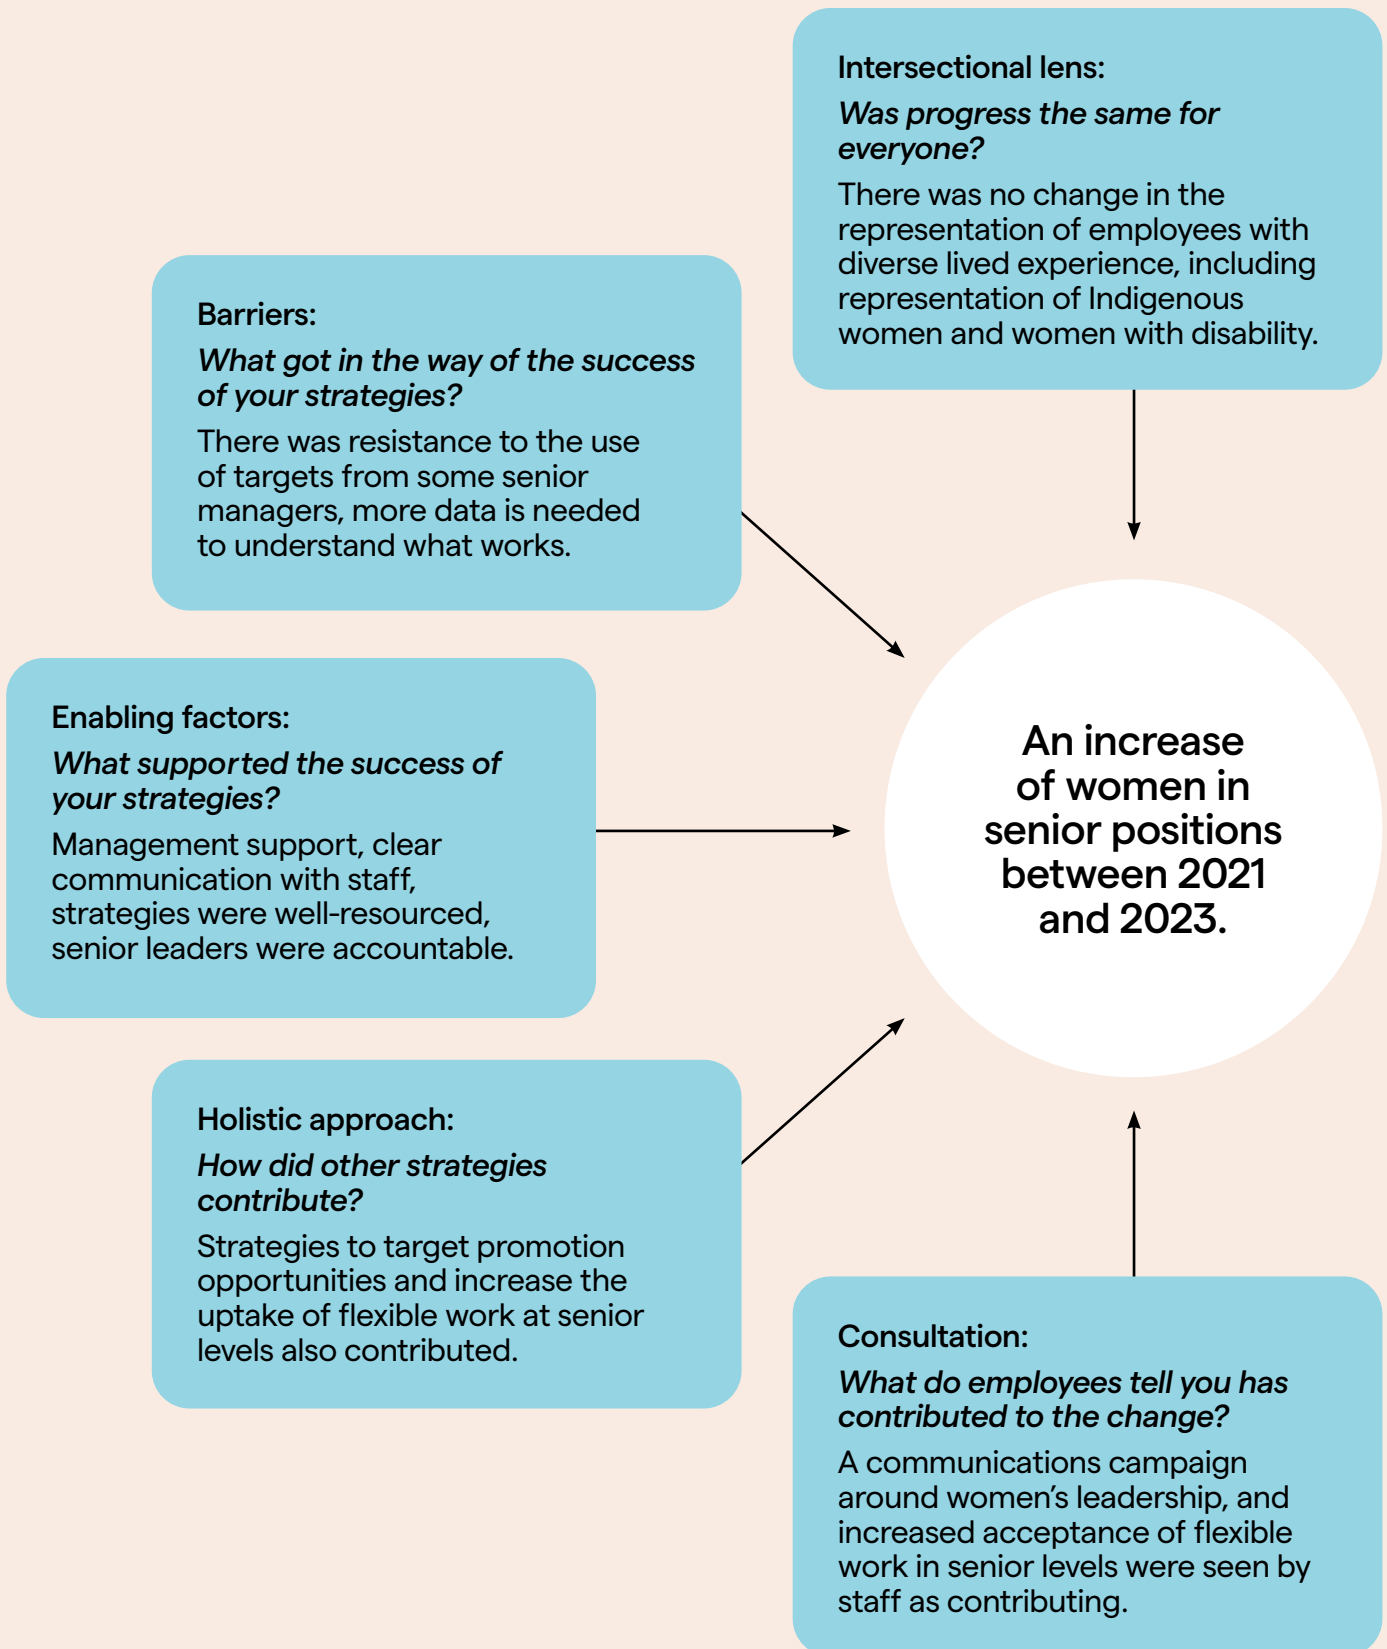 Intersectional lens:
Was progress the same for
everyone?
There was no change in the
representation of employees with
diverse lived experience, including
representation of Indigenous
women and women with disability.
Barriers:
What got in the way of the success
of your strategies?
There was resistance to the use
of targets from some senior
managers, more data is needed
to understand what works.
Enabling factors:
What supported the success of
your strategies?
Management support, clear
communication with staff,
strategies were well-resourced,
senior leaders were accountable.
An increase
of women in
senior positions
between 2021
and 2023.
Holistic approach:
How did other strategies
contribute?
Strategies to target promotion
opportunities and increase the
uptake of flexible work at senior
levels also contributed.
Consultation:
What do employees tell you has
contributed to the change?
A communications campaign
around women’s leadership, and
increased acceptance of flexible
work in senior levels were seen by
staff as contributing.